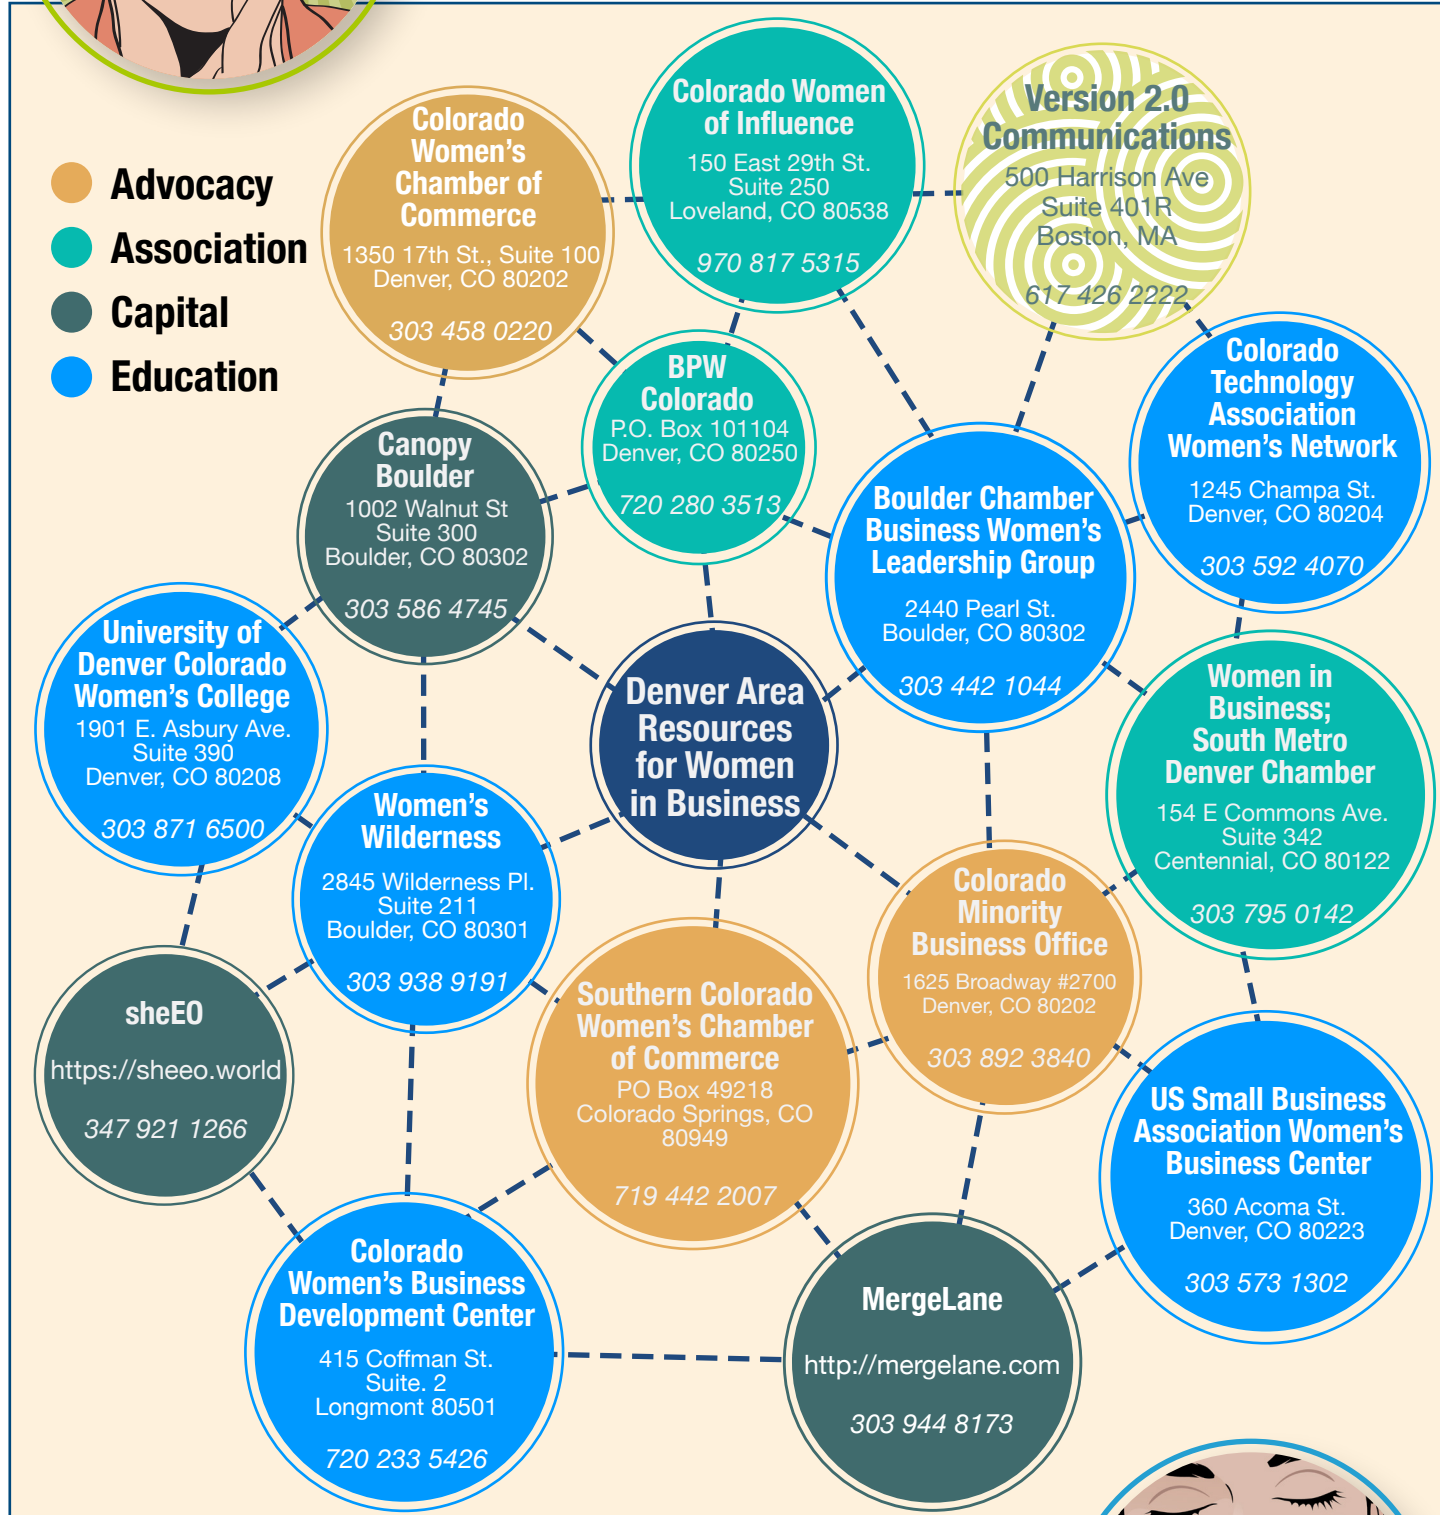 Advocacy
Association
Capital
Education
Colorado
Women's
Chamber of
Commerce
1350 17th St., Suite 100
Denver, CO 80202
303 458 0220
Colorado Women
of Influence
150 East 29th St.
Suite 250
Loveland, CO 80538
970 817 5315
Version 2.0
Communications
500 Harrison Ave
Suite 401R
Boston, MA
617 426 2222
BPW
Colorado
P.O. Box 101104
Denver, CO 80250
720 280 3513
Colorado
Technology
Association
Women's Network
1245 Champa St.
Denver, CO 80204
303 592 4070
Canopy
Boulder
1002 Walnut St
Suite 300
Boulder, CO 80302
303 586 4745
Boulder Chamber
Business Women's
Leadership Group
2440 Pearl St.
Boulder, CO 80302
303 442 1044
University of
Denver Colorado
Women's College
1901 E. Asbury Ave.
Suite 390
Denver, CO 80208
303 871 6500
Denver Area
Resources
for Women
in Business
Women in
Business;
South Metro
Denver Chamber
154 E Commons Ave.
Suite 342
Centennial, CO 80122
303 795 0142
Women's
Wilderness
2845 Wilderness Pl.
Suite 211
Boulder, CO 80301
303 938 9191
Colorado
Minority
Business Office
1625 Broadway #2700
Denver, CO 80202
303 892 3840
sheEO
https://sheeo.world
347 921 1266
Southern Colorado
Women's Chamber
of Commerce
PO Box 49218
Colorado Springs, CO
80949
719 442 2007
US Small Business
Association Women's
Business Center
360 Acoma St.
Denver, CO 80223
303 573 1302
Colorado
Women's Business
Development Center
415 Coffman St.
Suite. 2
Longmont 80501
720 233 5426
MergeLane
http://mergelane.com
303 944 8173